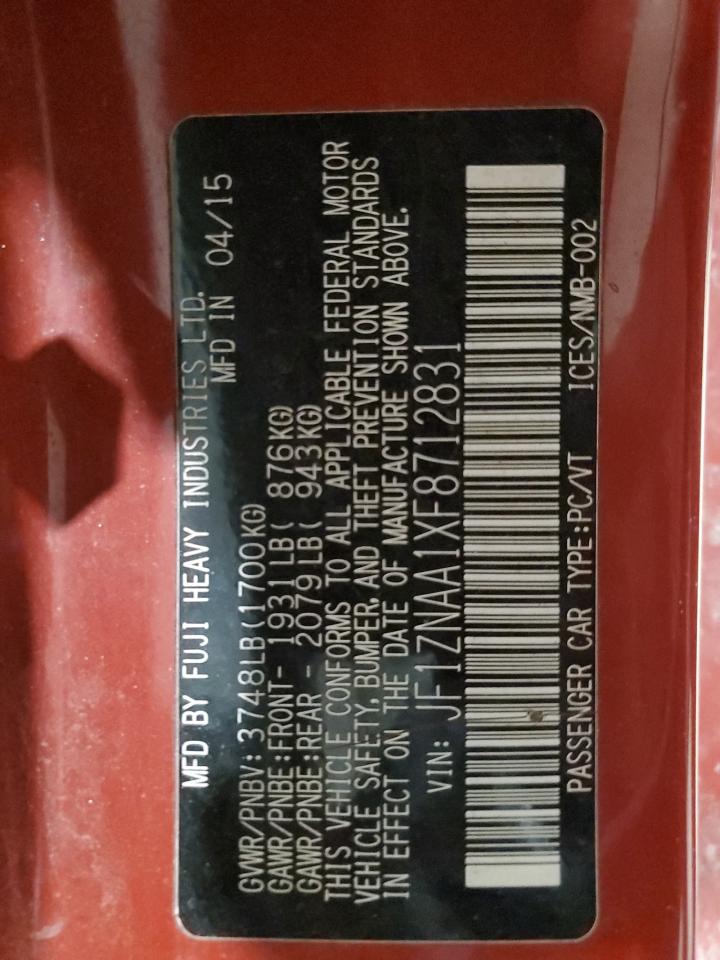 MFD BY FUJI HEAVY INDUSTRIES LTD.
MFD IN 04/15
GVWR/PNBV: 3748LB(1700KG)
GAWR/PNBE:FRONT- 1931LB( 876KG)
GAWR/PNBE:REAR - 2079LB( 943KG)
THIS VEHICLE CONFORMS TO ALL APPLICABLE FEDERAL MOTOR
VEHICLE SAFETY, BUMPER, AND THEFT PREVENTION STANDARDS
IN EFFECT ON THE DATE OF MANUFACTURE SHOWN ABOVE.
VIN: JF1ZNAA1XF8712831
PASSENGER CAR TYPE:PC/VT ICES/NMB-002